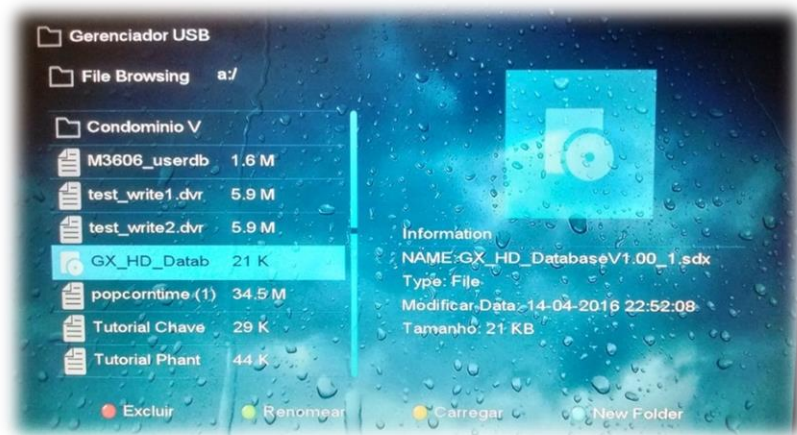 Gerenciador USB
File Browsing a:/
Condominio V
M3606_userdb 1.6 M
test_write1.dvr 5.9 M
test_write2.dvr 5.9 M
GX_HD_Datab 21 K
popcorntime (1) 34.5 M
Tutorial Chave 29 K
Tutorial Phant 44 K
Information
NAME:GX_HD_DatabaseV1.00_1.sdx
Type: File
Modificar Data: 14-04-2016 22:52:08
Tamanho: 21 KB
Excluir Renomear Carregar New Folder